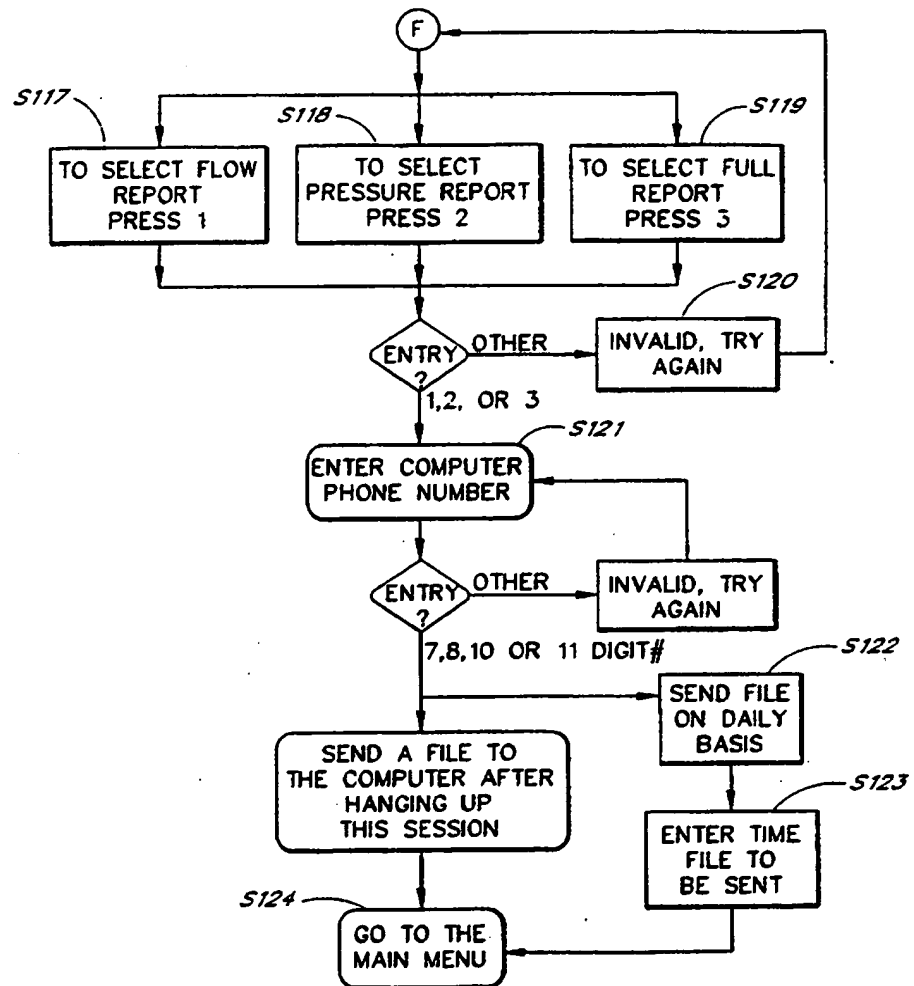 F
S117
S118
S119
TO SELECT FLOW
REPORT
PRESS 1
TO SELECT
PRESSURE REPORT
PRESS 2
TO SELECT FULL
REPORT
PRESS 3
S120
ENTRY
?
OTHER
INVALID, TRY
AGAIN
1,2, OR 3
S121
ENTER COMPUTER
PHONE NUMBER
ENTRY
?
OTHER
INVALID, TRY
AGAIN
7,8,10 OR 11 DIGIT#
S122
SEND FILE
ON DAILY
BASIS
SEND A FILE TO
THE COMPUTER AFTER
HANGING UP
THIS SESSION
S123
ENTER TIME
FILE TO
BE SENT
S124
GO TO THE
MAIN MENU